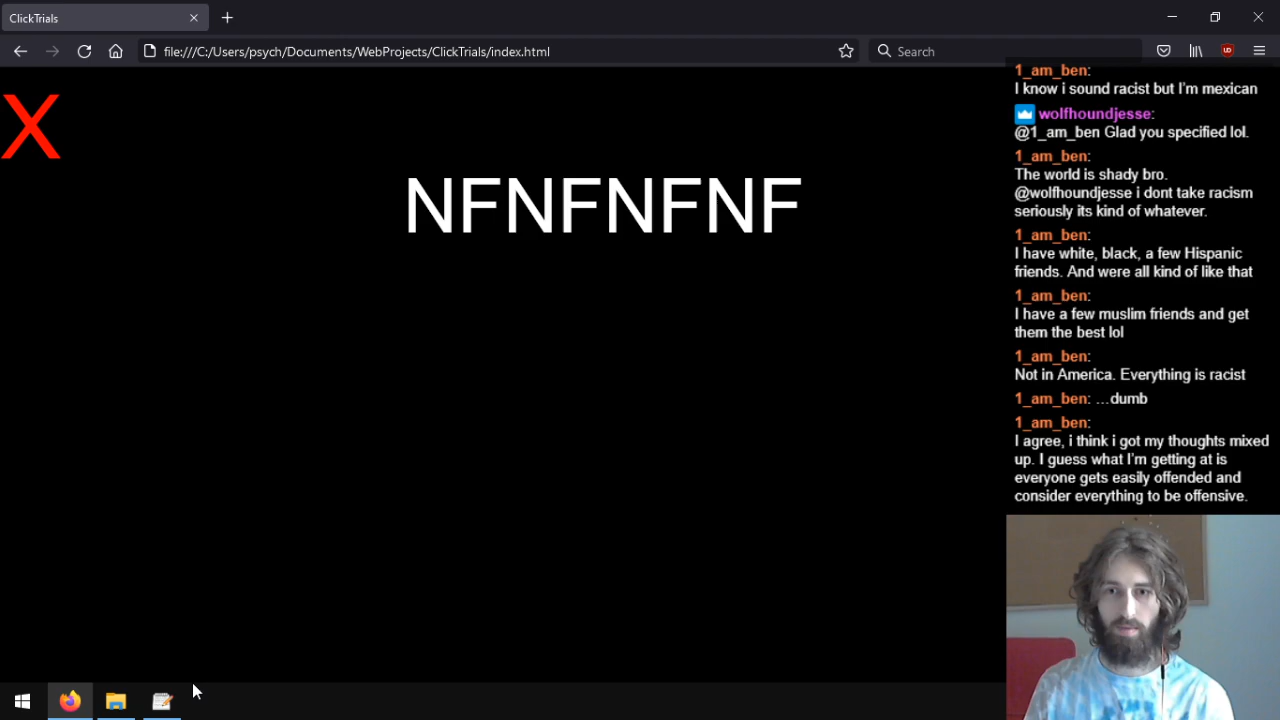 ClickTrials
file:///C:/Users/psych/Documents/WebProjects/ClickTrials/index.html
Search
X
NFNFNFNF
1_am_ben:
I know i sound racist but I'm mexican
wolfhoundjesse:
@1_am_ben Glad you specified lol.
1_am_ben:
The world is shady bro.
@wolfhoundjesse i dont take racism
seriously its kind of whatever.
1_am_ben:
I have white, black, a few Hispanic
friends. And were all kind of like that
1_am_ben:
I have a few muslim friends and get
them the best lol
1_am_ben:
Not in America. Everything is racist
1_am_ben: ...dumb
1_am_ben:
I agree, i think i got my thoughts mixed
up. I guess what I'm getting at is
everyone gets easily offended and
consider everything to be offensive.